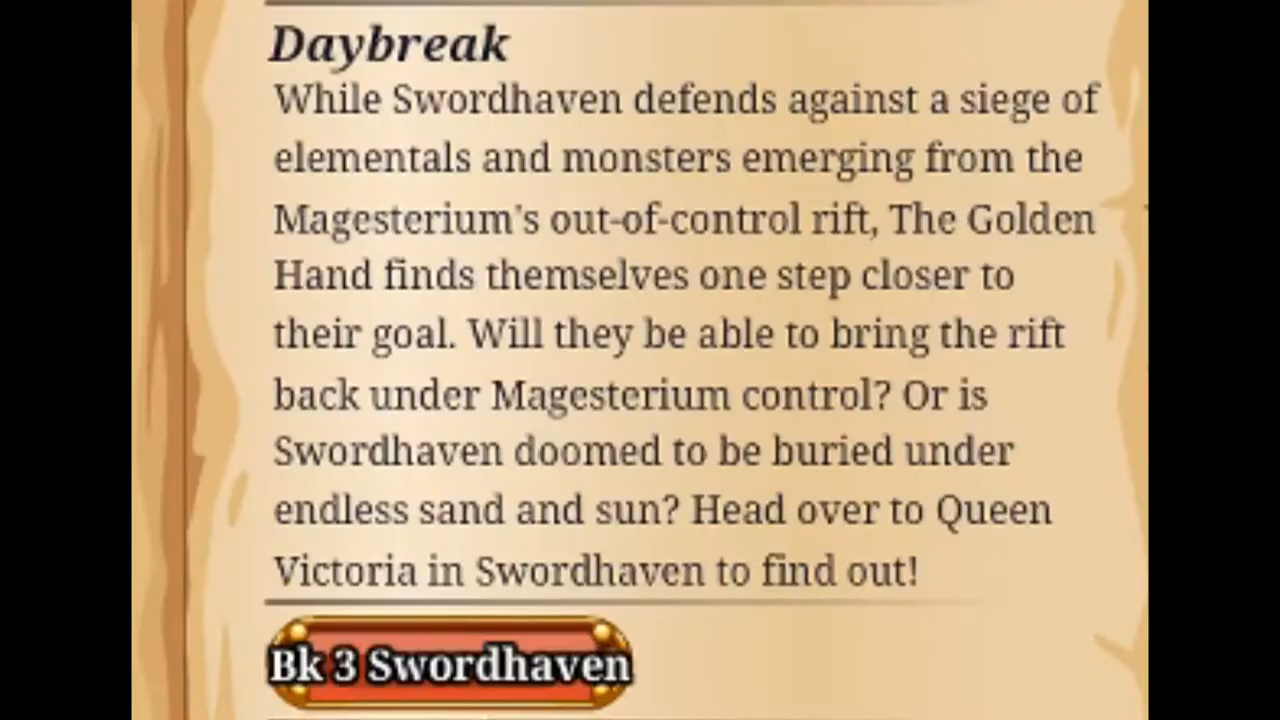 Daybreak
While Swordhaven defends against a siege of
elementals and monsters emerging from the
Magesterium's out-of-control rift, The Golden
Hand finds themselves one step closer to
their goal. Will they be able to bring the rift
back under Magesterium control? Or is
Swordhaven doomed to be buried under
endless sand and sun? Head over to Queen
Victoria in Swordhaven to find out!
Bk 3 Swordhaven